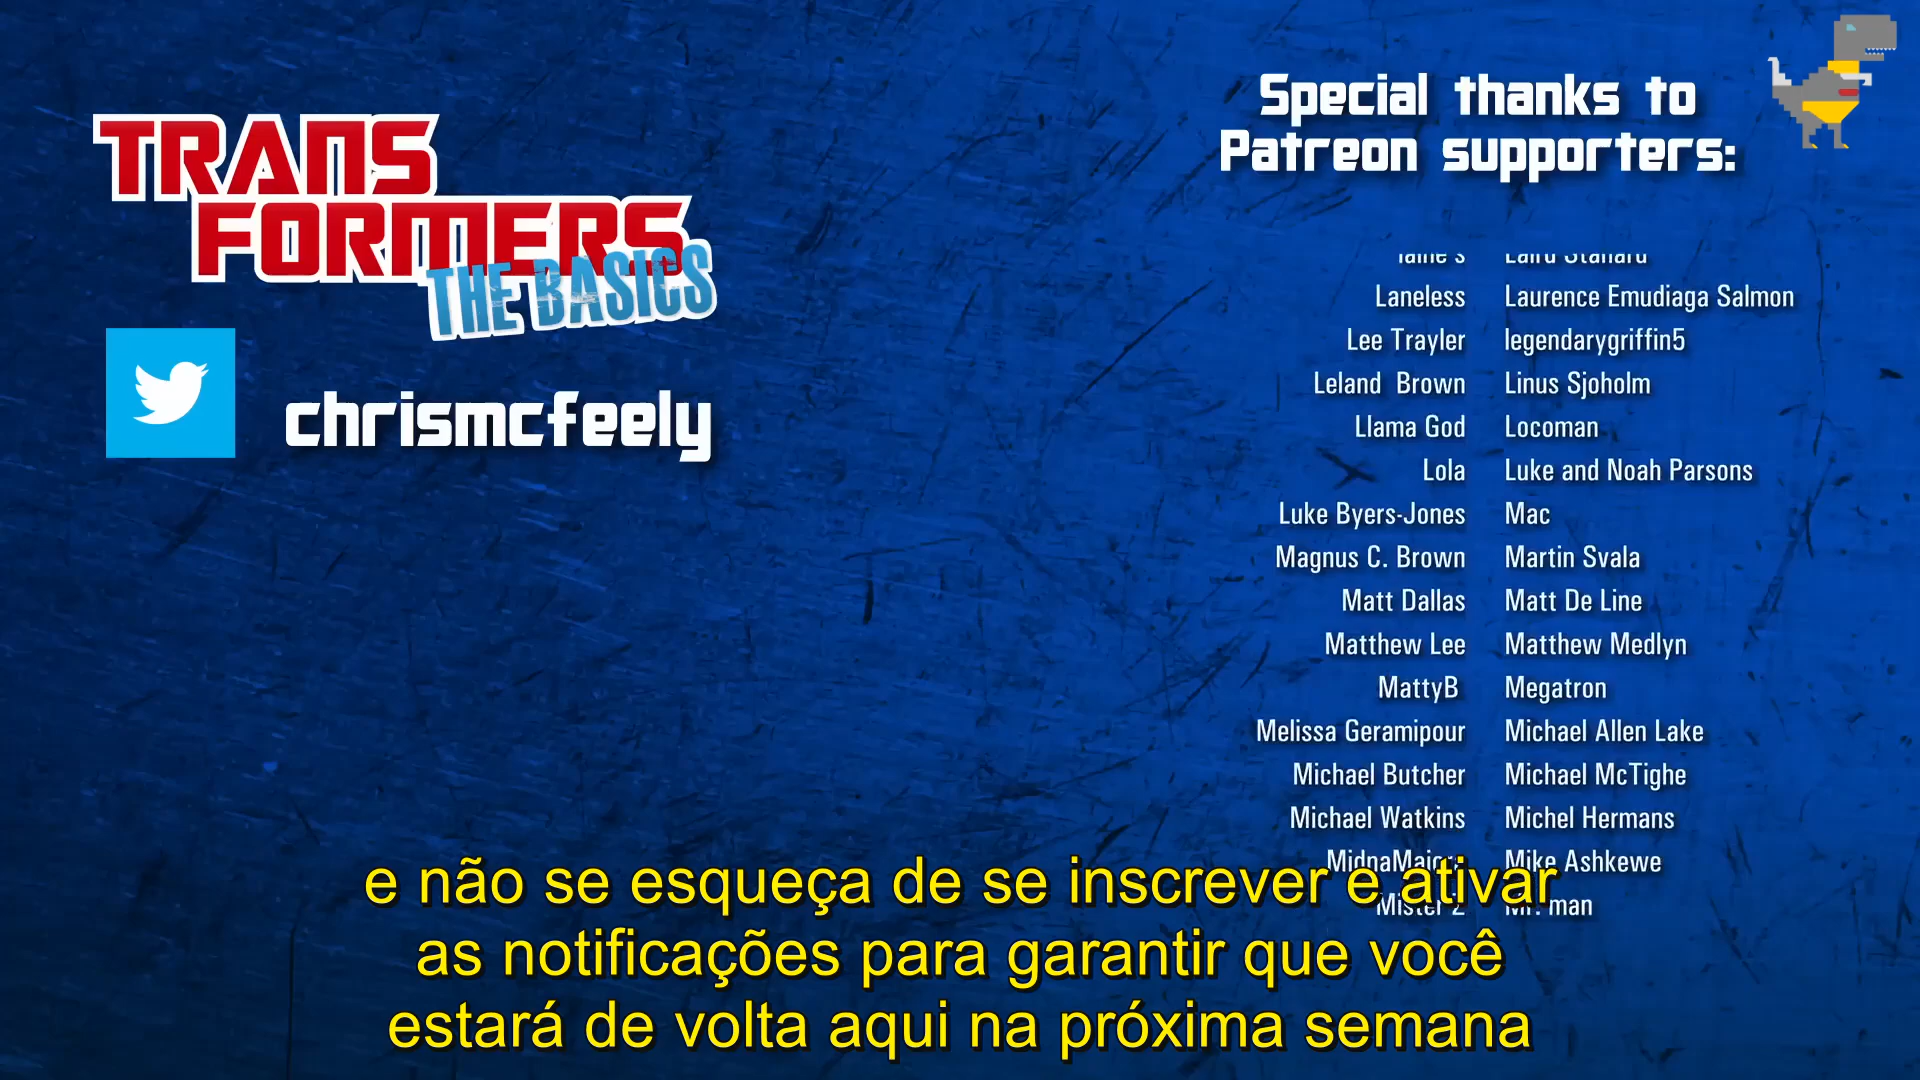 TRANS
FORMERS
THE BASICS
chrismcfeely
Special thanks to
Patreon supporters:
Laneless Laurence Emudiaga Salmon
Lee Trayler legendarygriffin5
Leland Brown Linus Sjoholm
Llama God Locoman
Lola Luke and Noah Parsons
Luke Byers-Jones Mac
Magnus C. Brown Martin Svala
Matt Dallas Matt De Line
Matthew Lee Matthew Medlyn
MattyB Megatron
Melissa Geramipour Michael Allen Lake
Michael Butcher Michael McTighe
Michael Watkins Michel Hermans
Mike Ashkewe
Mister Z Mr. man
e não se esqueça de se inscrever e ativar
as notificações para garantir que você
estará de volta aqui na próxima semana